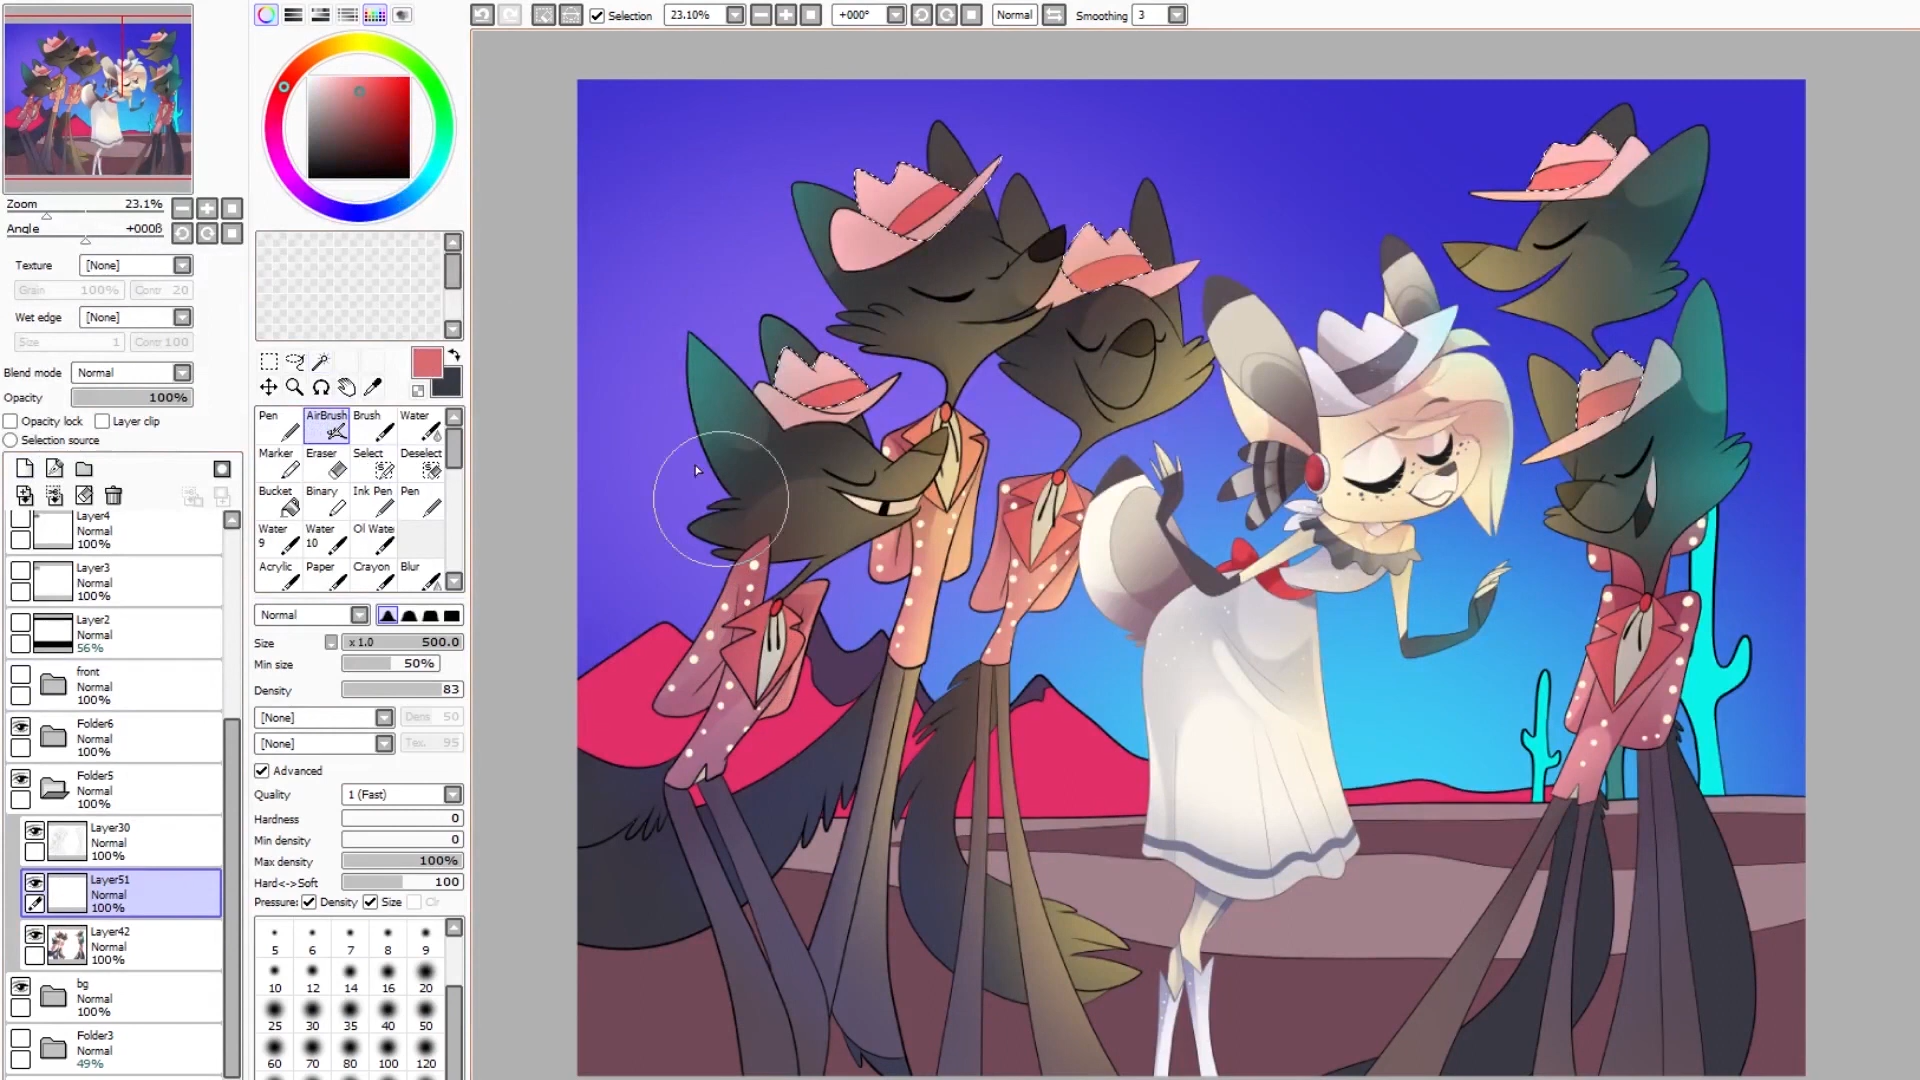 Selection 23.10% +000° Normal Smoothing 3
Zoom 23.1%
Angle +000ß
Texture [None]
Grain 100% Contr 20
Wet edge [None]
Size 1 Contr 100
Blend mode Normal
Opacity 100%
Opacity lock Layer clip
Selection source
Layer4
Normal
100%
Layer3
Normal
100%
Layer2
Normal
56%
front
Normal
100%
Folder6
Normal
100%
Folder5
Normal
100%
Layer30
Normal
100%
Layer51
Normal
100%
Layer42
Normal
100%
bg
Normal
100%
Folder3
Normal
49%
Pen AirBrush Brush Water
Marker Eraser Select Deselect
Bucket Binary Ink Pen Pen
Water 9 Water 10 Ol Wate
Acrylic Paper Crayon Blur
Normal
Size x 1.0 500.0
Min size 50%
Density 83
[None] Dens 50
[None] Tex. 95
Advanced
Quality 1 (Fast)
Hardness 0
Min density 0
Max density 100%
Hard<->Soft 100
Pressure: Density Size Clr
5 6 7 8 9
10 12 14 16 20
25 30 35 40 50
60 70 80 100 120